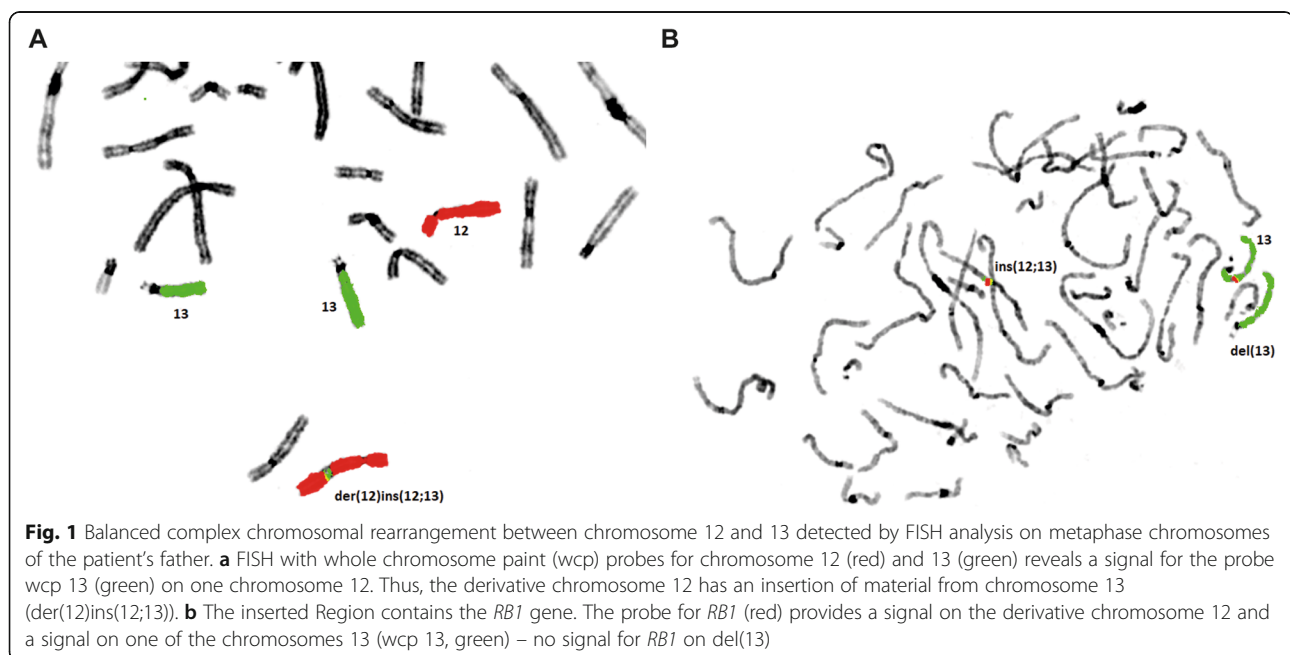 A
B
12
13
13
13
ins(12;13)
del(13)
der(12)ins(12;13)
Fig. 1 Balanced complex chromosomal rearrangement between chromosome 12 and 13 detected by FISH analysis on metaphase chromosomes
of the patient's father. a FISH with whole chromosome paint (wcp) probes for chromosome 12 (red) and 13 (green) reveals a signal for the probe
wcp 13 (green) on one chromosome 12. Thus, the derivative chromosome 12 has an insertion of material from chromosome 13
(der(12)ins(12;13)). b The inserted Region contains the RB1 gene. The probe for RB1 (red) provides a signal on the derivative chromosome 12 and
a signal on one of the chromosomes 13 (wcp 13, green) – no signal for RB1 on del(13)